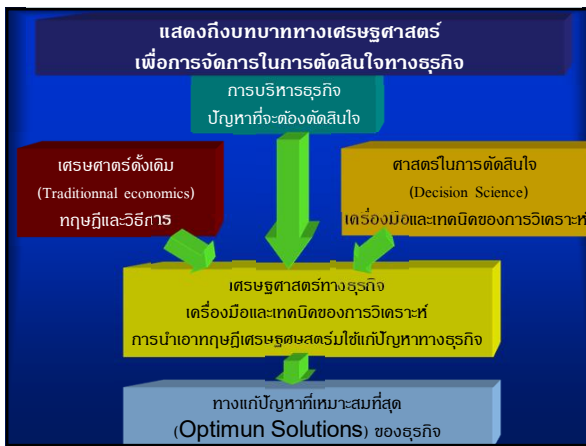 แสดงถึงบทบาททางเศรษฐศาสตร์
เพื่อการจัดการในการตัดสินใจทางธุรกิจ
การบริหารธุรกิจ
ปัญหาที่จะต้องตัดสินใจ
เศรษศาตร์ดั้งเดิม
(Traditionnal economics)
ทฤษฎีและวิธีการ
ศาสตร์ในการตัดสินใจ
(Decision Science)
เครื่องมือและเทคนิคของการวิเคราะห์
เศรษฐศาสตร์ทางธุรกิจ
เครื่องมือและเทคนิคของการวิเคราะห์
การนำเอาทฤษฎีเศรษฐศษสตร์มใช้แก้ปัญหาทางธุรกิจ
ทางแก้ปัญหาที่เหมาะสมที่สุด
(Optimun Solutions) ของธุรกิจ